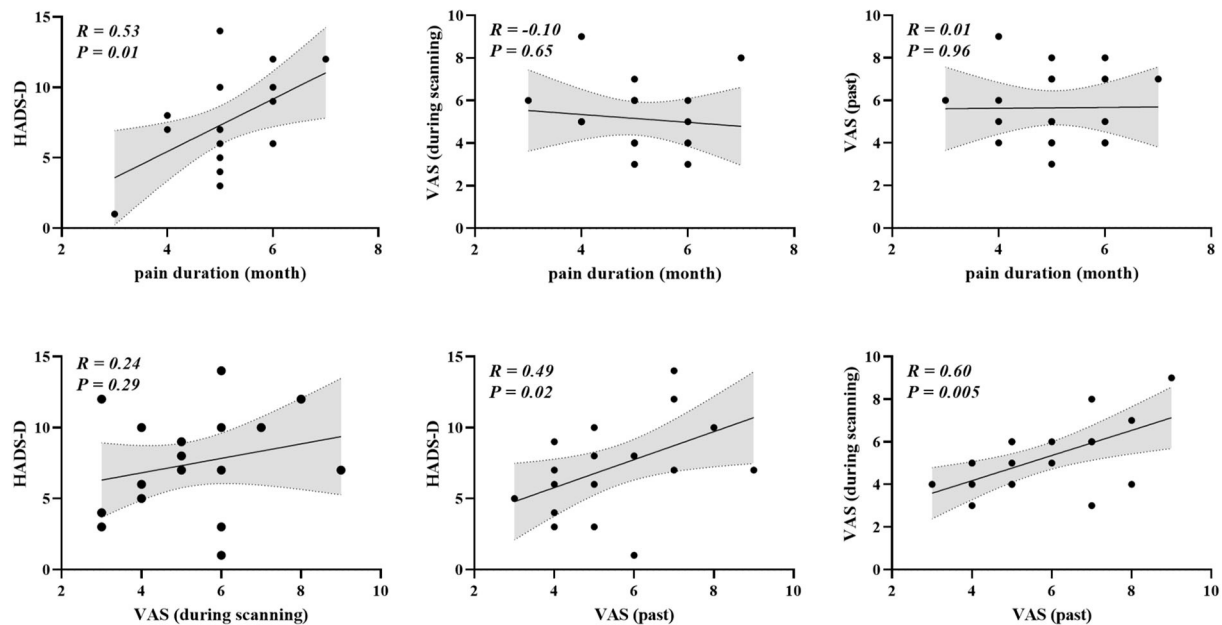 R = 0.53
P = 0.01
HADS-D
15
10
5
0
2 4 6 8
pain duration (month)
R = -0.10
P = 0.65
VAS (during scanning)
10
8
6
4
2
0
2 4 6 8
pain duration (month)
R = 0.01
P = 0.96
VAS
(past)
10
8
6
4
2
0
2 4 6 8
pain duration (month)
R = 0.24
P = 0.29
HADS-D
15
10
5
0
2 4 6 8 10
VAS (during scanning)
R = 0.49
P = 0.02
HADS-D
15
10
5
0
2 4 6 8 10
VAS (past)
R = 0.60
P = 0.005
VAS (during scanning)
10
8
6
4
2
0
2 4 6 8 10
VAS (past)